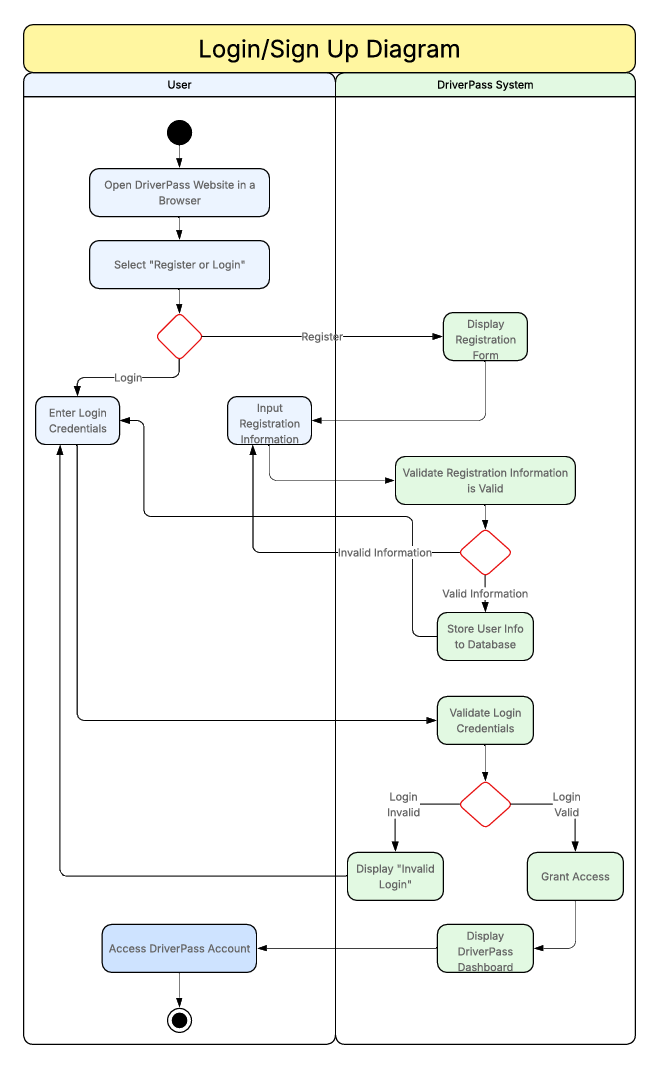 Login/Sign Up Diagram
User
DriverPass System
Open DriverPass Website in a
Browser
Select "Register or Login"
Register
Display
Registration
Form
Login
Enter Login
Credentials
Input
Registration
Information
Validate Registration Information
is Valid
Invalid Information
Valid Information
Store User Info
to Database
Validate Login
Credentials
Login
Invalid
Login
Valid
Display "Invalid
Login"
Grant Access
Access DriverPass Account
Display
DriverPass
Dashboard